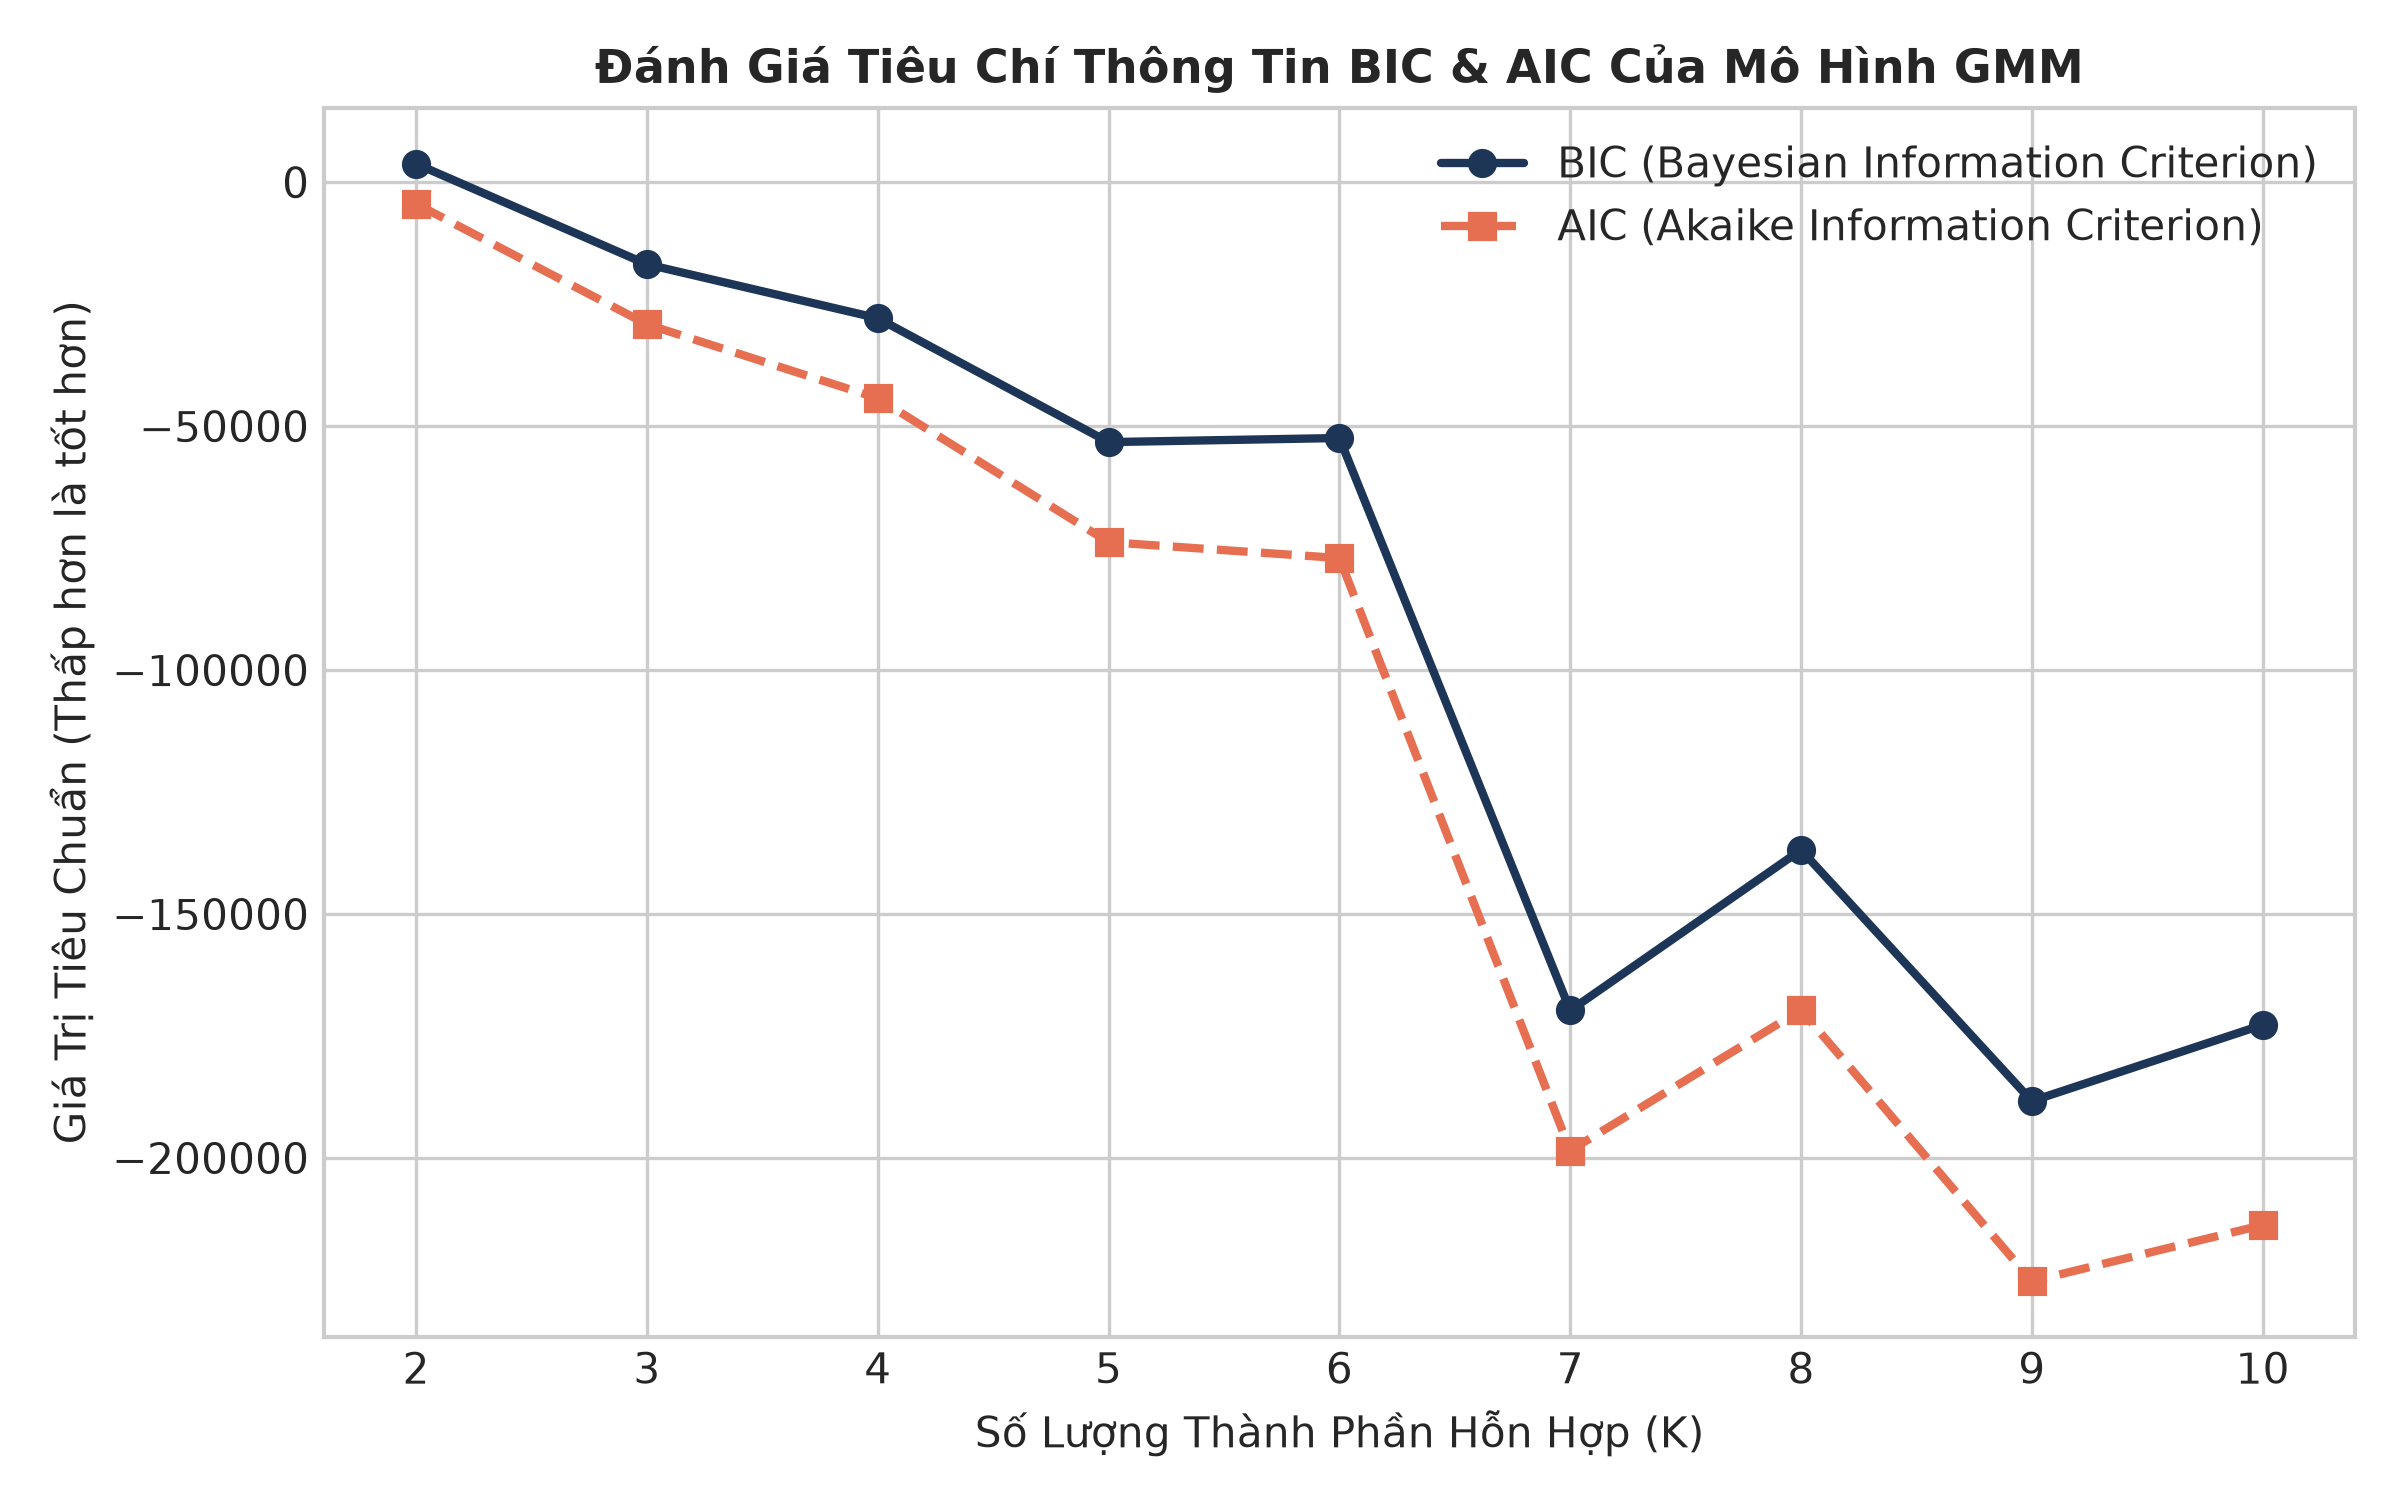 Đánh Giá Tiêu Chí Thông Tin BIC & AIC Của Mô Hình GMM
BIC (Bayesian Information Criterion)
AIC (Akaike Information Criterion)
Giá Trị Tiêu Chuẩn (Thấp hơn là tốt hơn)
0
−50000
−100000
−150000
−200000
2 3 4 5 6 7 8 9 10
Số Lượng Thành Phần Hỗn Hợp (K)